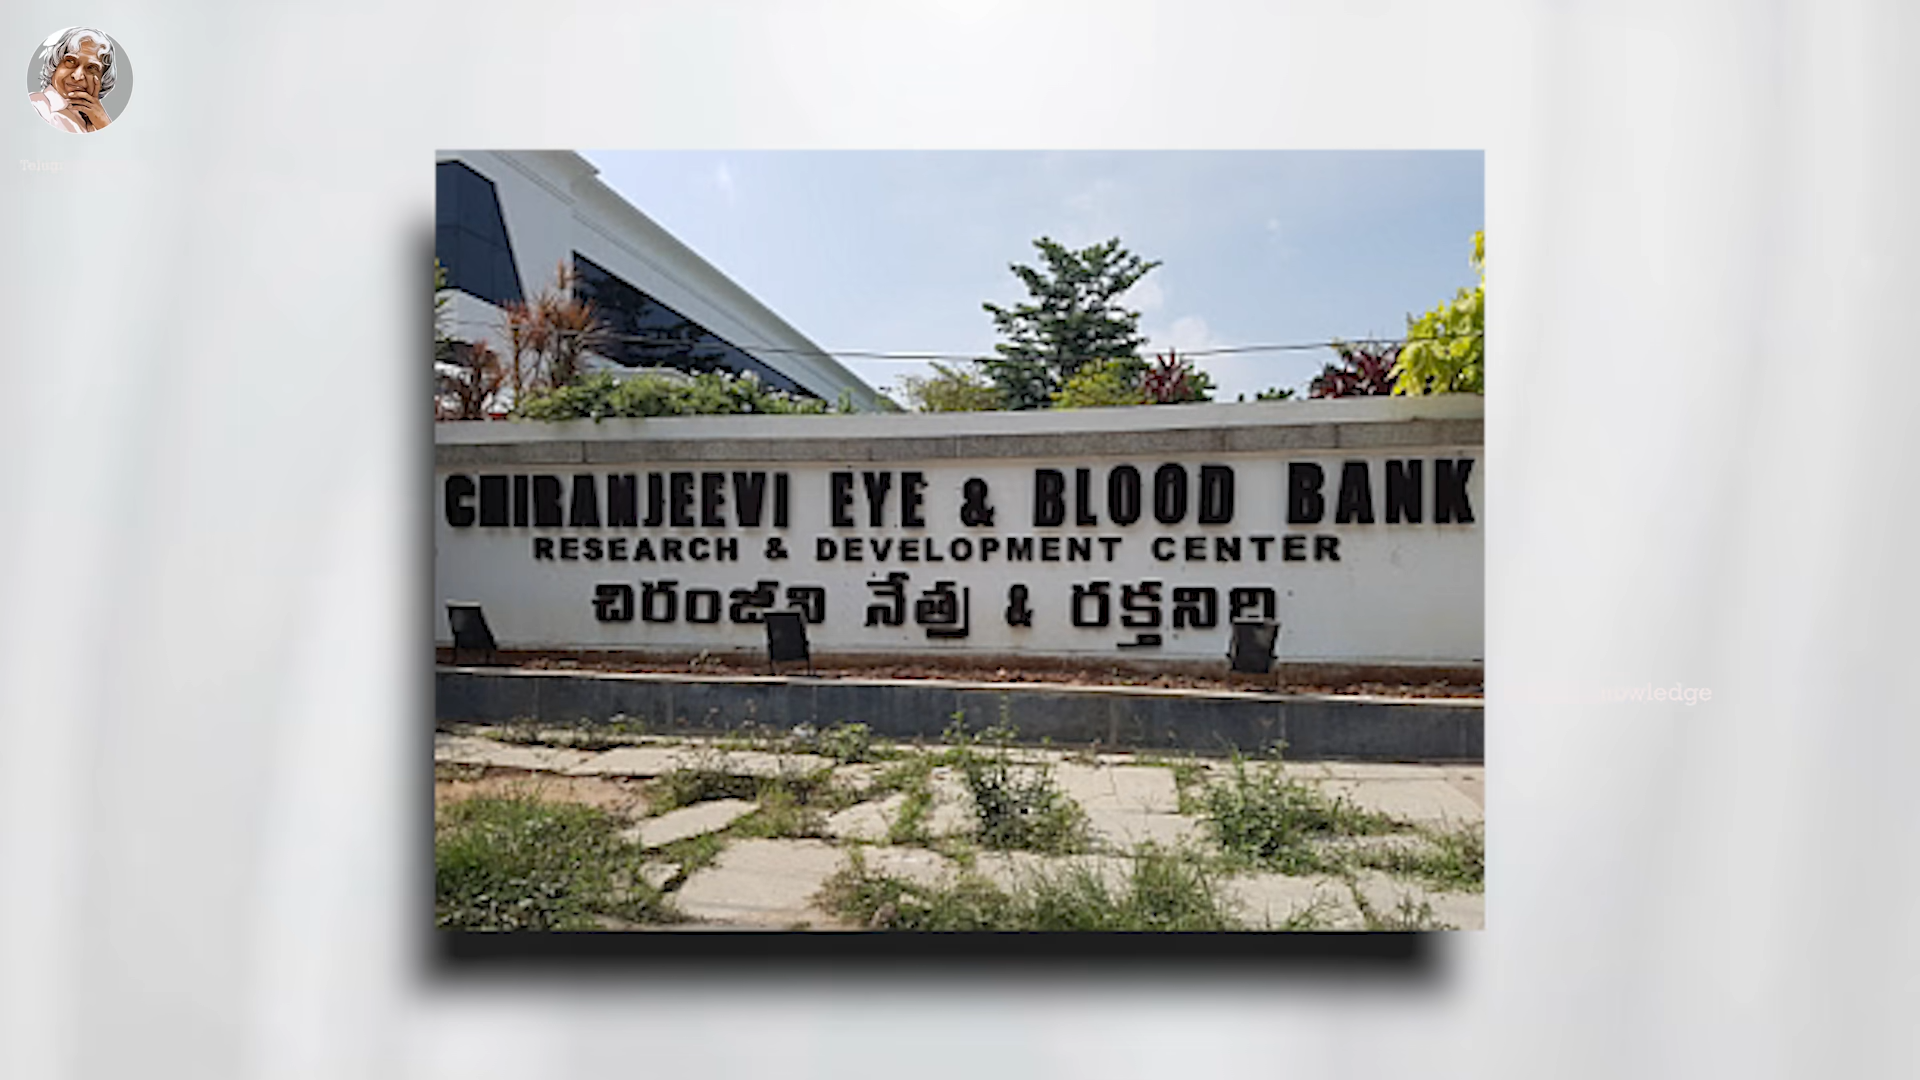 CHIRANJEEVI EYE & BLOOD BANK
RESEARCH & DEVELOPMENT CENTER
చిరంజీవి నేత్ర & రక్తనిధి